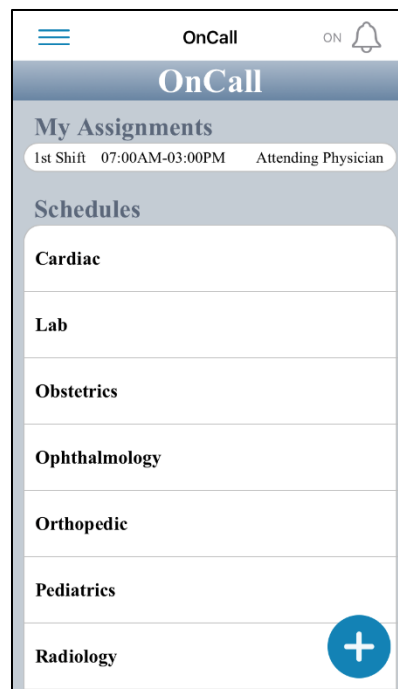 OnCall ON
OnCall
My Assignments
1st Shift 07:00AM-03:00PM Attending Physician
Schedules
Cardiac
Lab
Obstetrics
Ophthalmology
Orthopedic
Pediatrics
Radiology